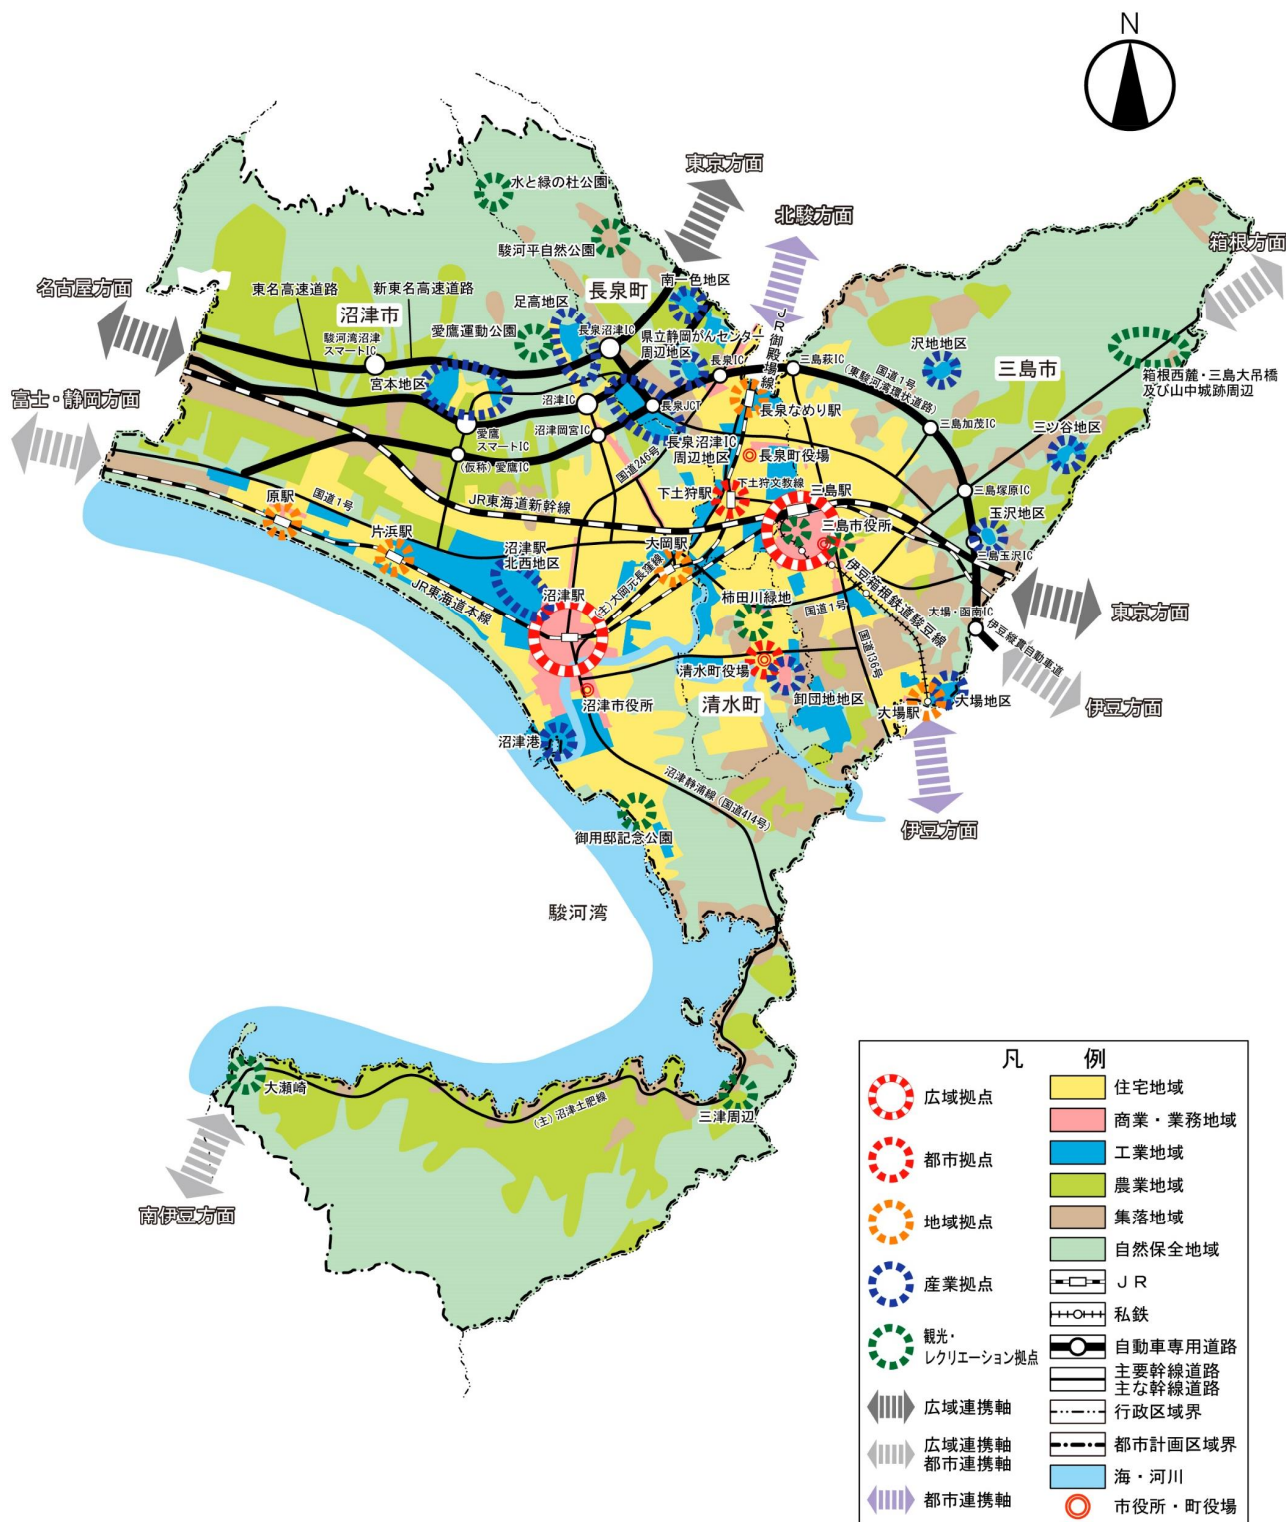 N
東京方面
北駿方面
箱根方面
水と緑の杜公園
駿河平自然公園
名古屋方面
東名高速道路
新東名高速道路
長泉町
南一色地区
足高地区
沼津市
駿河湾沼津
スマートIC
愛鷹運動公園
長泉沼津IC
県立静岡がんセンター
周辺地区
長泉IC
JR御殿場線
三島萩IC
国道1号
(東駿河湾環状道路)
沢地地区
三島市
箱根西麓・三島大吊橋
及び山中城跡周辺
富士・静岡方面
宮本地区
沼津IC
長泉JCT
長泉なめり駅
三島加茂IC
三ツ谷地区
愛鷹
スマートIC
沼津岡宮IC
長泉沼津IC
周辺地区
長泉町役場
(仮称)愛鷹IC
国道246号
下土狩駅
下土狩文教線
三島駅
三島塚原IC
原駅
国道1号
JR東海道新幹線
玉沢地区
片浜駅
沼津駅
北西地区
大岡駅
三島市役所
三島玉沢IC
JR東海道本線
沼津駅
(主)大岡元長窪線
柿田川緑地
国道1号
伊豆箱根鉄道駿豆線
大場・函南IC
東京方面
伊豆縦貫自動車道
国道136号
清水町役場
沼津市役所
清水町
卸団地地区
大場駅
大場地区
伊豆方面
沼津港
沼津静浦線(国道414号)
御用邸記念公園
伊豆方面
駿河湾
大瀬崎
(主)沼津土肥線
三津周辺
南伊豆方面
凡 例
広域拠点
都市拠点
地域拠点
産業拠点
観光・
レクリエーション拠点
広域連携軸
広域連携軸
都市連携軸
都市連携軸
住宅地域
商業・業務地域
工業地域
農業地域
集落地域
自然保全地域
JR
私鉄
自動車専用道路
主要幹線道路
主な幹線道路
行政区域界
都市計画区域界
海・河川
市役所・町役場